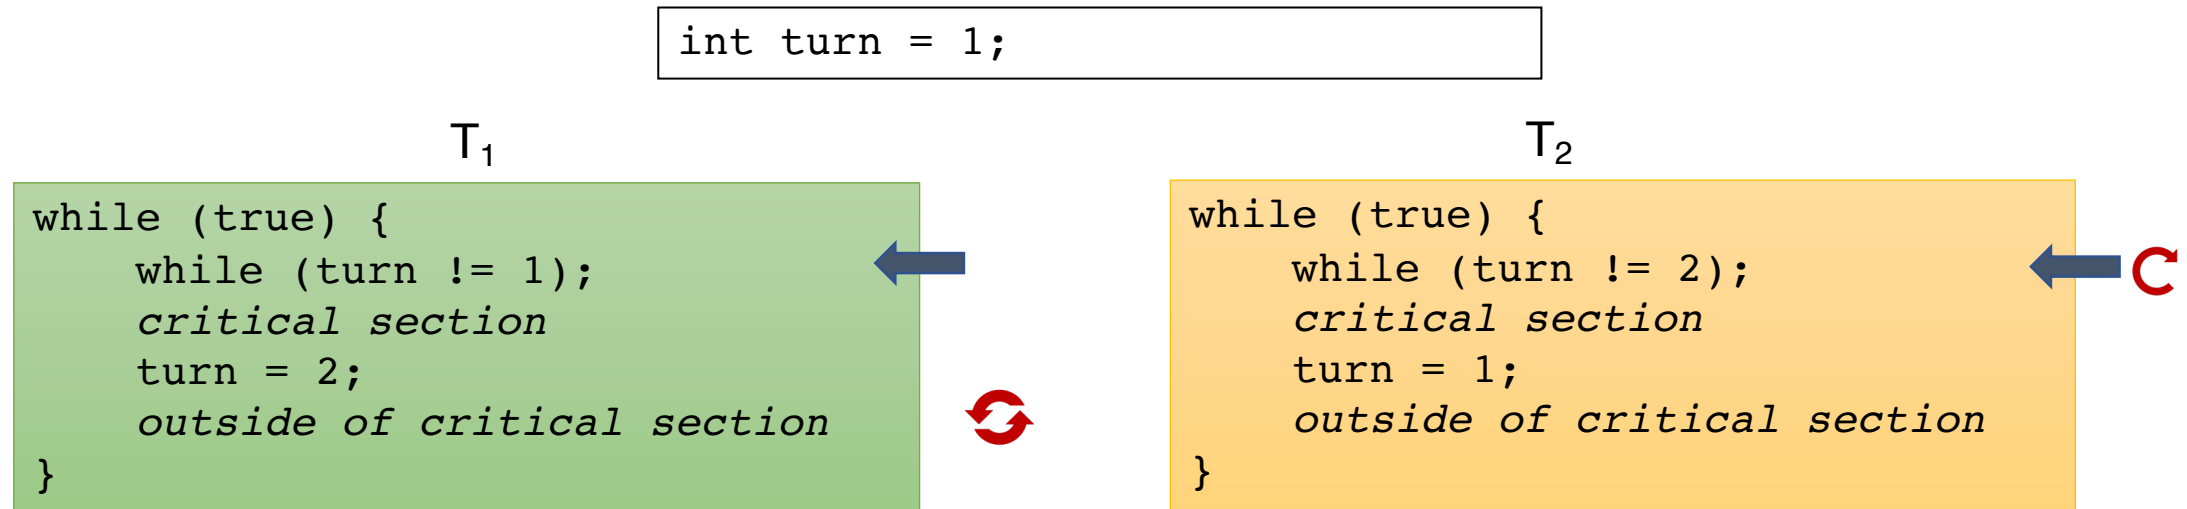 int turn = 1;
T₁
while (true) {
    while (turn != 1);
    critical section
    turn = 2;
    outside of critical section
}
T₂
while (true) {
    while (turn != 2);
    critical section
    turn = 1;
    outside of critical section
}